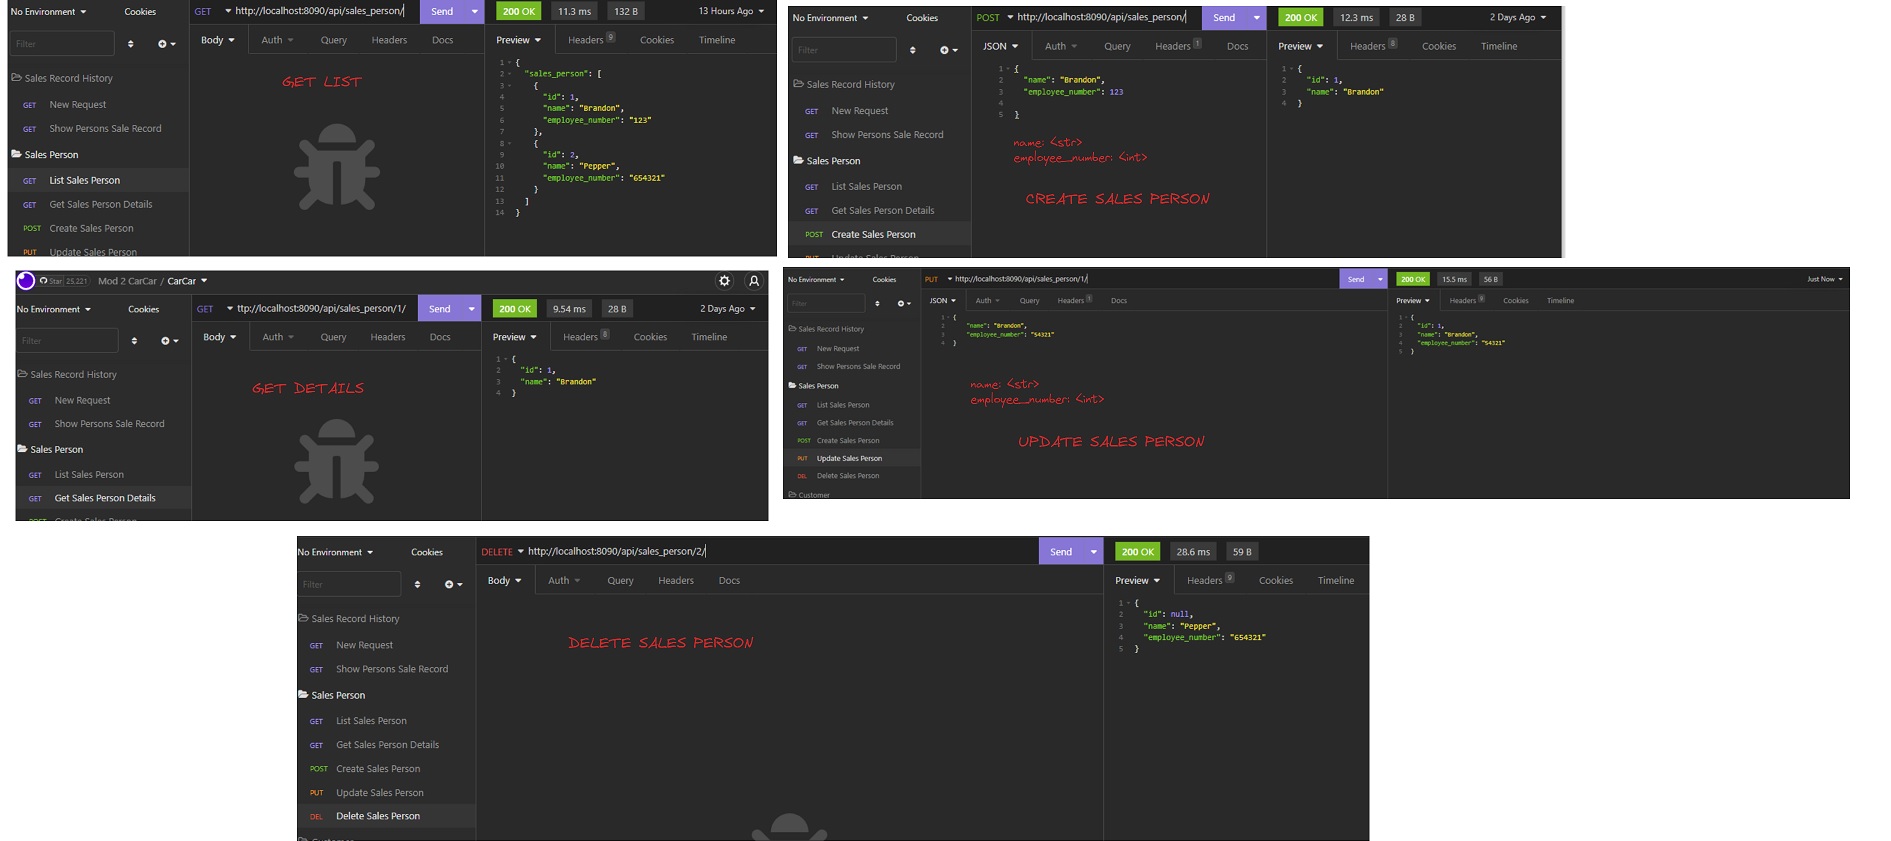 No Environment Cookies GET http://localhost:8090/api/sales_person/ Send 200 OK 11.3 ms 132 B 13 Hours Ago
Filter Body Auth Query Headers Docs Preview Headers 9 Cookies Timeline
Sales Record History
GET New Request
GET Show Persons Sale Record
Sales Person
GET List Sales Person
GET Get Sales Person Details
POST Create Sales Person
PUT Update Sales Person
GET LIST
1 {
2 "sales_person": [
3 {
4 "id": 1,
5 "name": "Brandon",
6 "employee_number": "123"
7 },
8 {
9 "id": 2,
10 "name": "Pepper",
11 "employee_number": "654321"
12 }
13 ]
14 }
No Environment Cookies POST http://localhost:8090/api/sales_person/ Send 200 OK 12.3 ms 28 B 2 Days Ago
Filter JSON Auth Query Headers 1 Docs Preview Headers 8 Cookies Timeline
Sales Record History
GET New Request
GET Show Persons Sale Record
Sales Person
GET List Sales Person
GET Get Sales Person Details
POST Create Sales Person
PUT Update Sales Person
1 {
2 "name": "Brandon",
3 "employee_number": 123
4
5 }
name: <str>
employee_number: <int>
CREATE SALES PERSON
1 {
2 "id": 1,
3 "name": "Brandon"
4 }
Star 25,221 Mod 2 CarCar / CarCar
No Environment Cookies GET ttp://localhost:8090/api/sales_person/1/ Send 200 OK 9.54 ms 28 B 2 Days Ago
Filter Body Auth Query Headers Docs Preview Headers 8 Cookies Timeline
Sales Record History
GET New Request
GET Show Persons Sale Record
Sales Person
GET List Sales Person
GET Get Sales Person Details
POST Create Sales Person
GET DETAILS
1 {
2 "id": 1,
3 "name": "Brandon"
4 }
No Environment Cookies PUT http://localhost:8090/api/sales_person/1/ Send 200 OK 15.5 ms 56 B Just Now
Filter JSON Auth Query Headers 1 Docs Preview Headers 8 Cookies Timeline
Sales Record History
GET New Request
GET Show Persons Sale Record
Sales Person
GET List Sales Person
GET Get Sales Person Details
POST Create Sales Person
PUT Update Sales Person
DEL Delete Sales Person
Customer
1 {
2 "name": "Brandon",
3 "employee_number": "54321"
4 }
name: <str>
employee_number: <int>
UPDATE SALES PERSON
1 {
2 "id": 1,
3 "name": "Brandon",
4 "employee_number": "54321"
5 }
No Environment Cookies DELETE http://localhost:8090/api/sales_person/2/ Send 200 OK 28.6 ms 59 B
Filter Body Auth Query Headers Docs Preview Headers 9 Cookies Timeline
Sales Record History
GET New Request
GET Show Persons Sale Record
Sales Person
GET List Sales Person
GET Get Sales Person Details
POST Create Sales Person
PUT Update Sales Person
DEL Delete Sales Person
Customer
DELETE SALES PERSON
1 {
2 "id": null,
3 "name": "Pepper",
4 "employee_number": "654321"
5 }